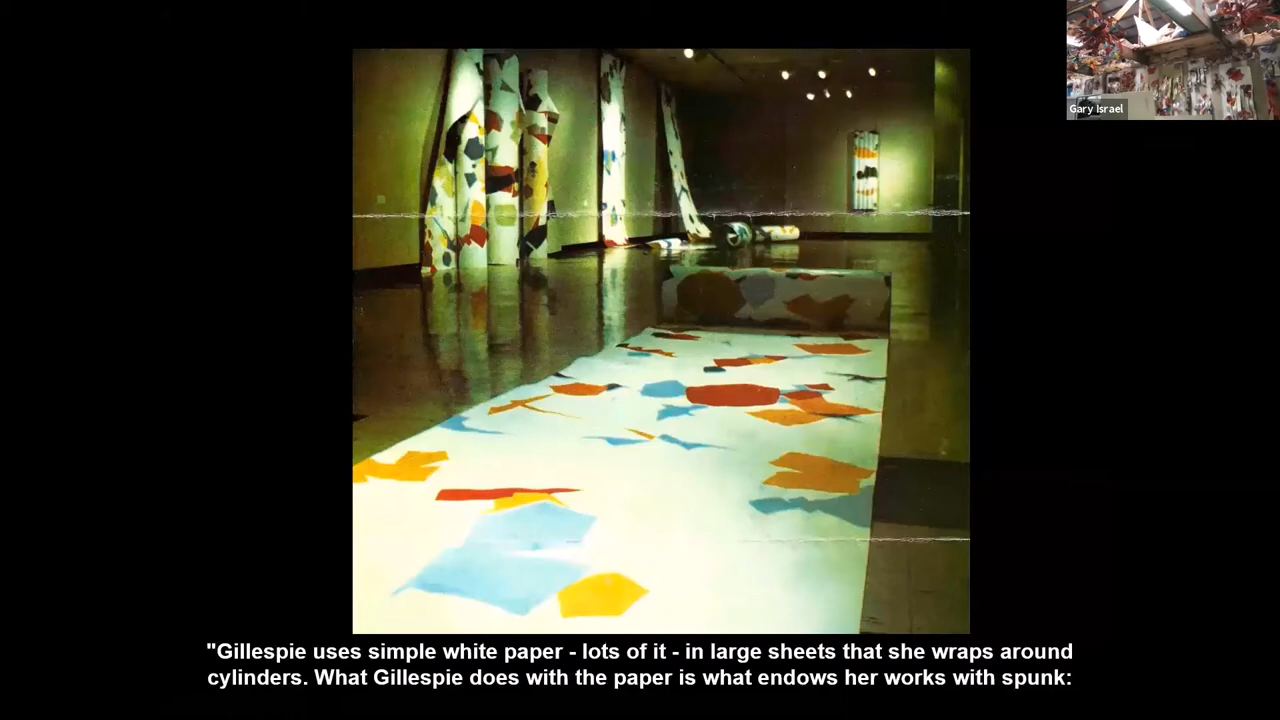 Gary Israel
"Gillespie uses simple white paper - lots of it - in large sheets that she wraps around
cylinders. What Gillespie does with the paper is what endows her works with spunk: